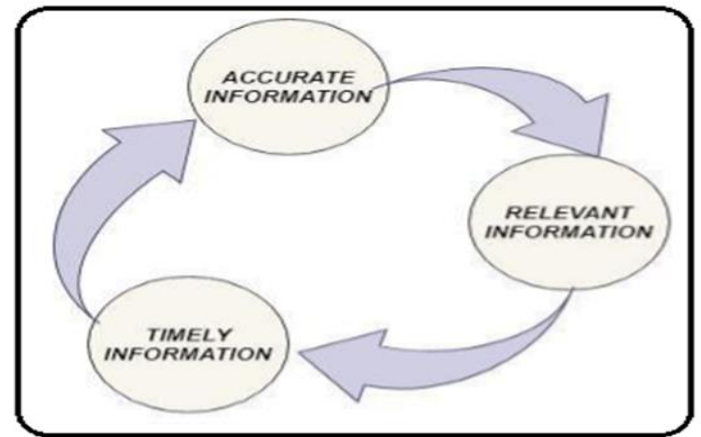 ACCURATE
INFORMATION
RELEVANT
INFORMATION
TIMELY
INFORMATION